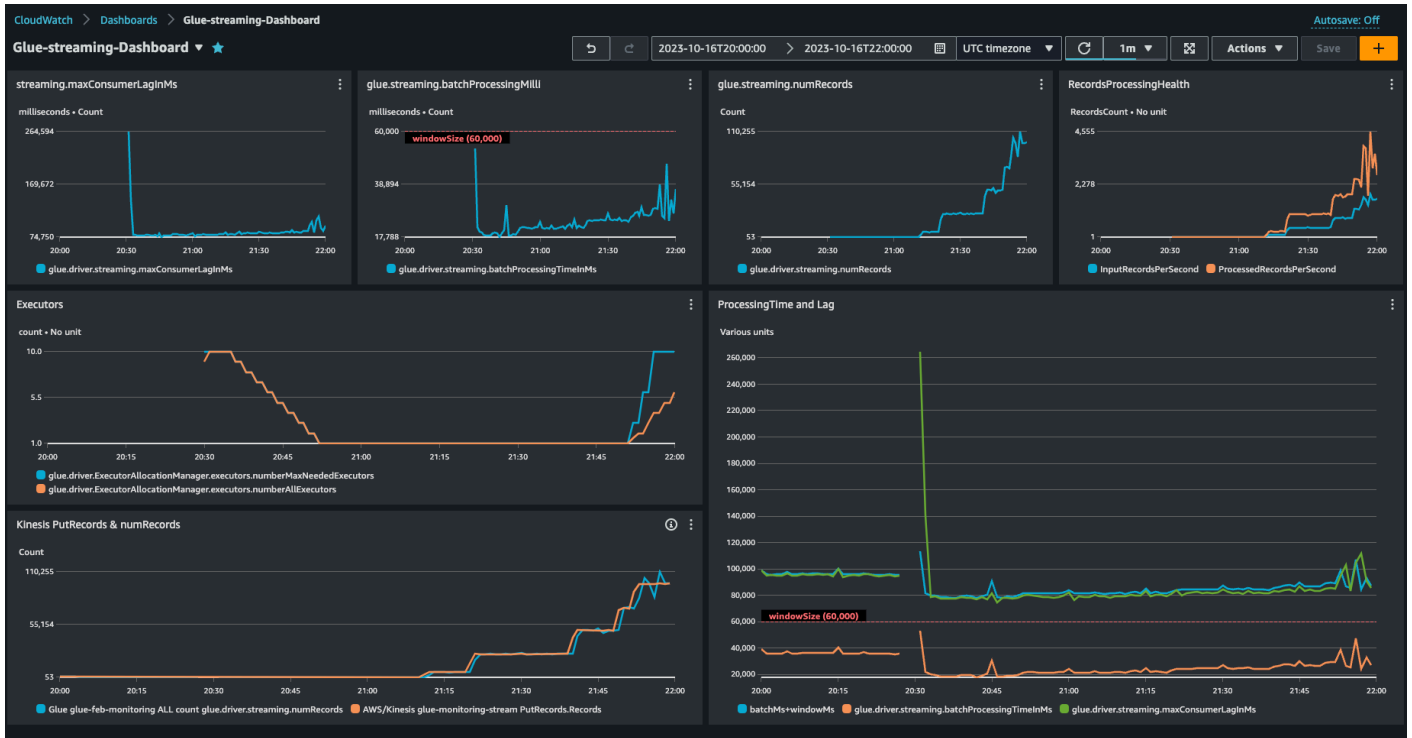 CloudWatch > Dashboards > Glue-streaming-Dashboard
Autosave: Off
Glue-streaming-Dashboard
2023-10-16T20:00:00 > 2023-10-16T22:00:00
UTC timezone
1m
Actions
Save
+
streaming.maxConsumerLagInMs
milliseconds • Count
264,594
169,672
74,750
20:00 20:30 21:00 21:30 22:00
glue.driver.streaming.maxConsumerLagInMs
glue.streaming.batchProcessingMilli
milliseconds • Count
60,000
windowSize (60,000)
38,894
17,788
20:00 20:30 21:00 21:30 22:00
glue.driver.streaming.batchProcessingTimeInMs
glue.streaming.numRecords
Count
110,255
55,154
53
20:00 20:30 21:00 21:30 22:00
glue.driver.streaming.numRecords
RecordsProcessingHealth
RecordsCount • No unit
4,555
2,278
1
20:00 20:30 21:00 21:30 22:00
InputRecordsPerSecond ProcessedRecordsPerSecond
Executors
count • No unit
10.0
5.5
1.0
20:00 20:15 20:30 20:45 21:00 21:15 21:30 21:45 22:00
glue.driver.ExecutorAllocationManager.executors.numberMaxNeededExecutors
glue.driver.ExecutorAllocationManager.executors.numberAllExecutors
ProcessingTime and Lag
Various units
260,000
240,000
220,000
200,000
180,000
160,000
140,000
120,000
100,000
80,000
windowSize (60,000)
60,000
40,000
20,000
20:00 20:15 20:30 20:45 21:00 21:15 21:30 21:45 22:00
batchMs+windowMs glue.driver.streaming.batchProcessingTimeInMs glue.driver.streaming.maxConsumerLagInMs
Kinesis PutRecords & numRecords
Count
110,255
55,154
53
20:00 20:15 20:30 20:45 21:00 21:15 21:30 21:45 22:00
Glue glue-feb-monitoring ALL count glue.driver.streaming.numRecords AWS/Kinesis glue-monitoring-stream PutRecords.Records